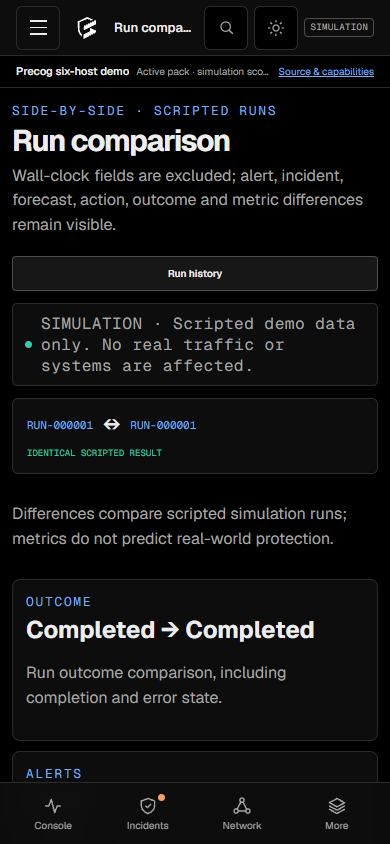 Run compa...
SIMULATION
Precog six-host demo Active pack · simulation sco... Source & capabilities
SIDE-BY-SIDE · SCRIPTED RUNS
Run comparison
Wall-clock fields are excluded; alert, incident,
forecast, action, outcome and metric differences
remain visible.
Run history
SIMULATION · Scripted demo data
only. No real traffic or
systems are affected.
RUN-000001 ↔ RUN-000001
IDENTICAL SCRIPTED RESULT
Differences compare scripted simulation runs;
metrics do not predict real-world protection.
OUTCOME
Completed → Completed
Run outcome comparison, including
completion and error state.
ALERTS
Console Incidents Network More